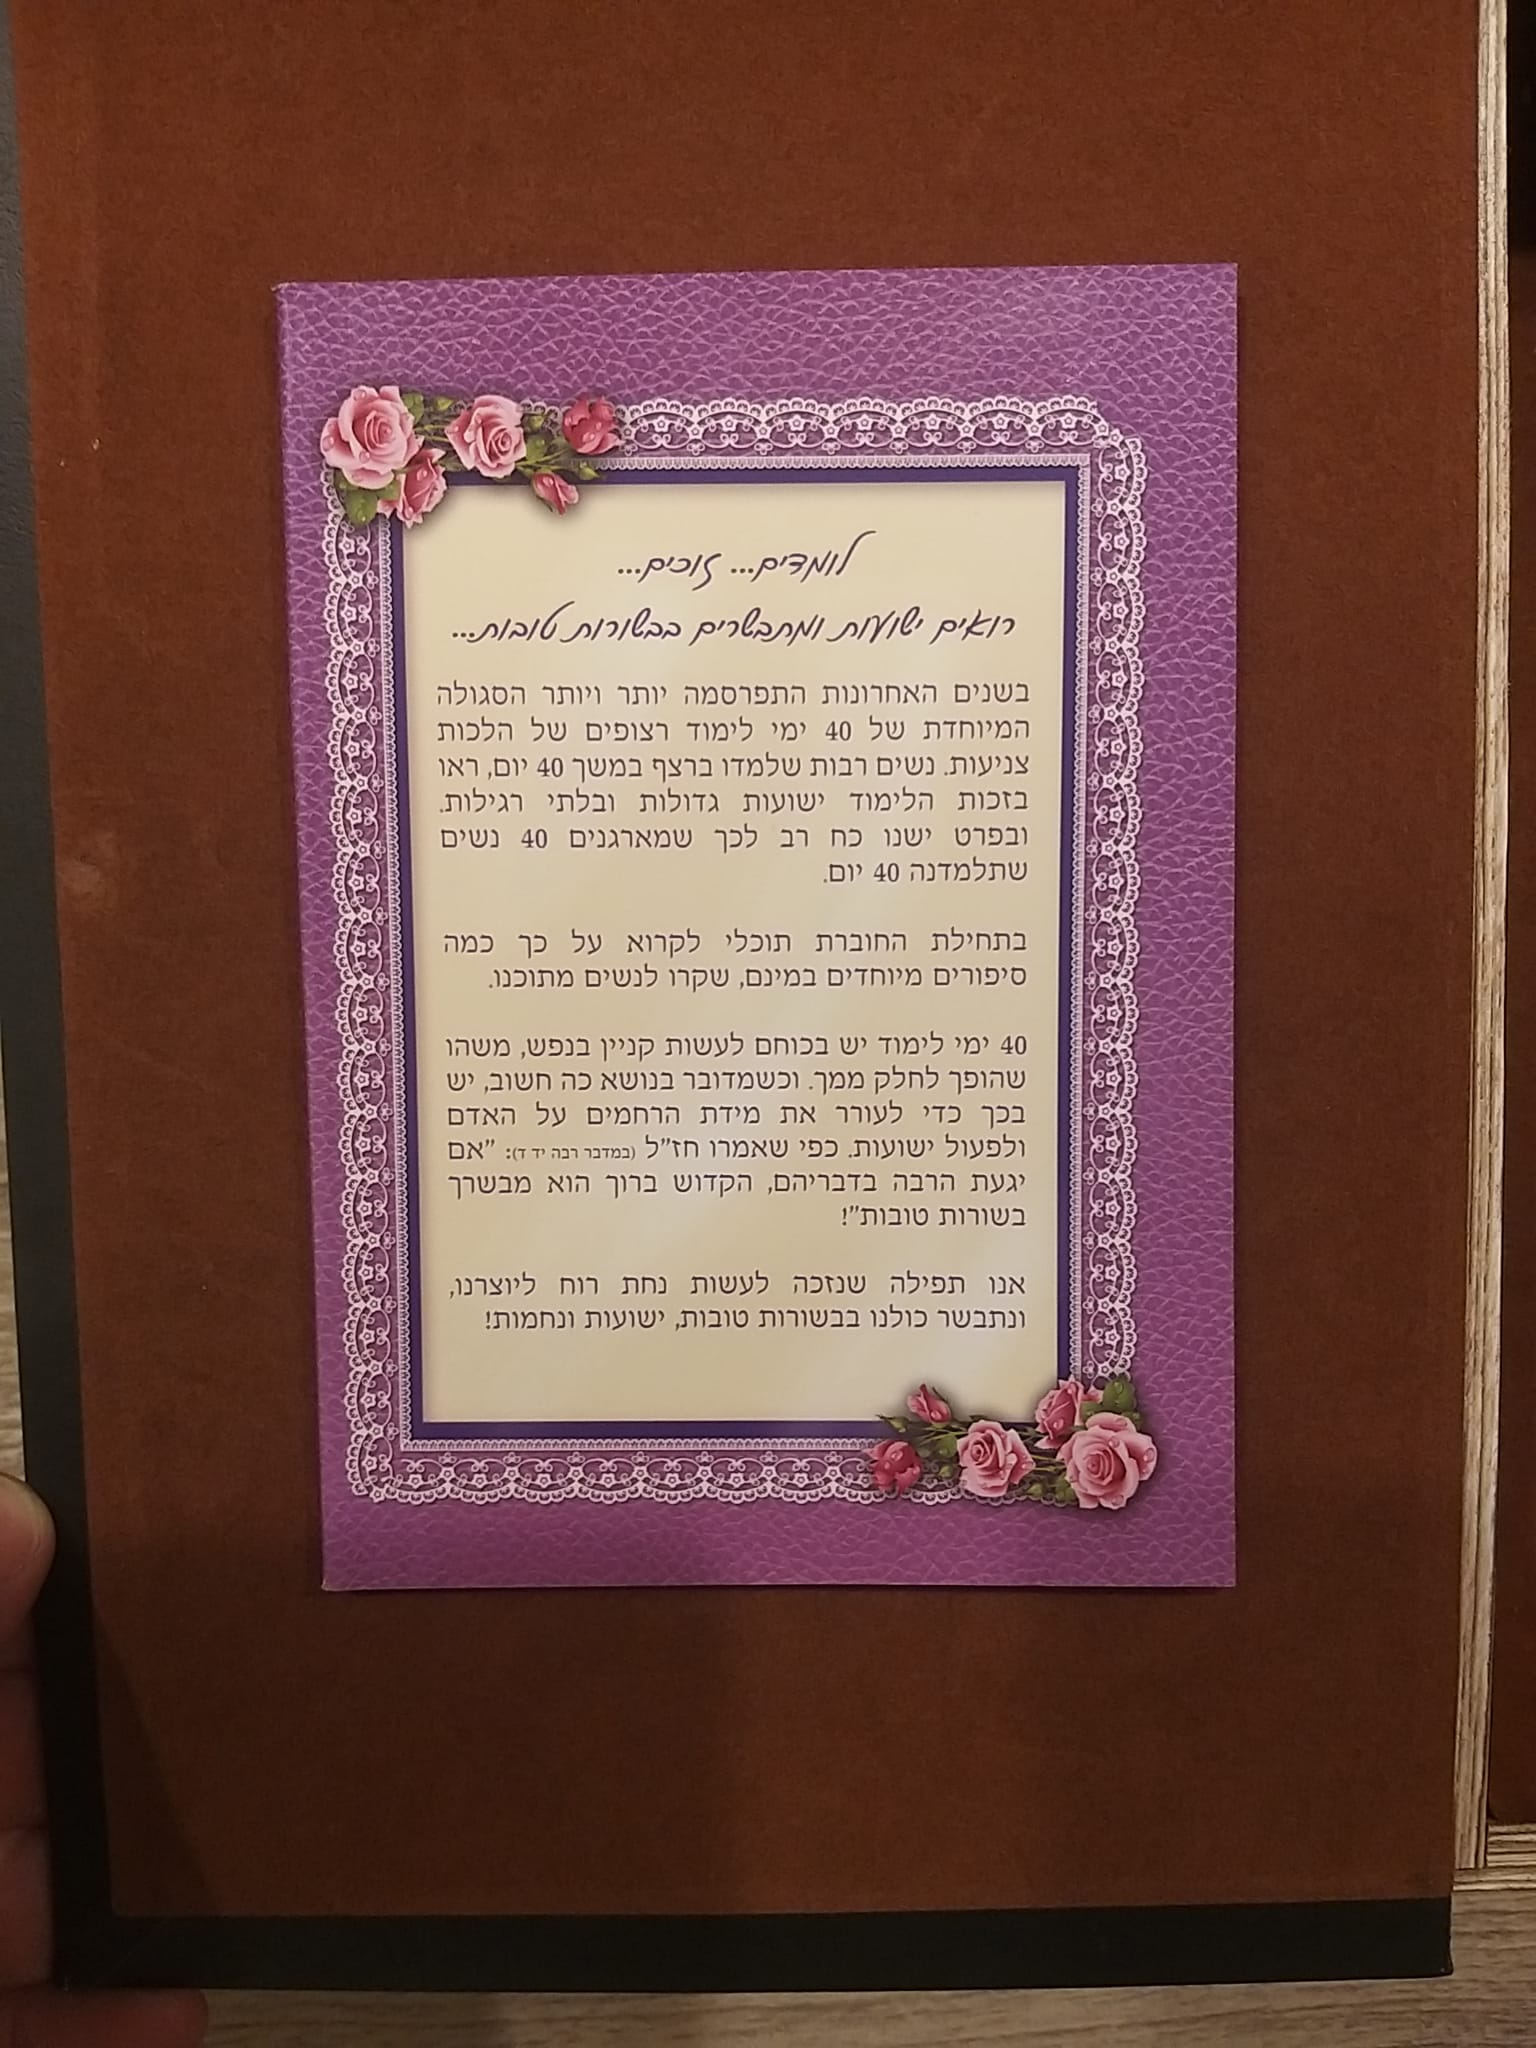 לומדים... זוכים...
רואים ישועות ומתבשרים בבשורות טובות...
בשנים האחרונות התפרסמה יותר ויותר הסגולה
המיוחדת של 40 ימי לימוד רצופים של הלכות
צניעות. נשים רבות שלמדו ברצף במשך 40 יום, ראו
בזכות הלימוד ישועות גדולות ובלתי רגילות.
ובפרט ישנו כח רב לכך שמארגנים 40 נשים
שתלמדנה 40 יום.
בתחילת החוברת תוכלי לקרוא על כך כמה
סיפורים מיוחדים במינם, שקרו לנשים מתוכנו.
40 ימי לימוד יש בכוחם לעשות קניין בנפש, משהו
שהופך לחלק ממך. וכשמדובר בנושא כה חשוב, יש
בכך כדי לעורר את מידת הרחמים על האדם
ולפעול ישועות. כפי שאמרו חז"ל (במדבר רבה יד ד): "אם
יגעת הרבה בדבריהם, הקדוש ברוך הוא מבשרך
בשורות טובות"!
אנו תפילה שנזכה לעשות נחת רוח ליוצרנו,
ונתבשר כולנו בבשורות טובות, ישועות ונחמות!